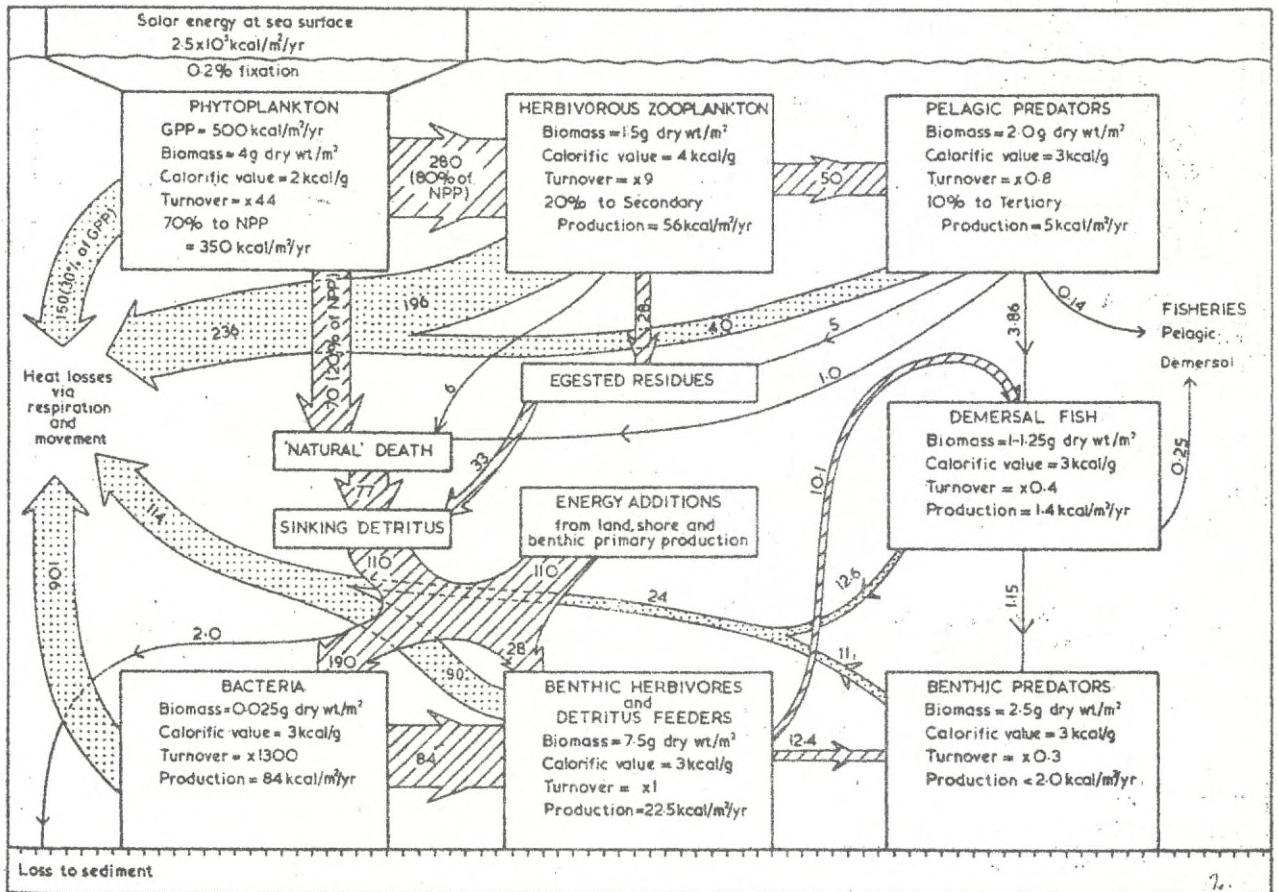 Solar energy at sea surface
2.5x10⁵kcal/m²/yr
0.2% fixation
PHYTOPLANKTON
GPP = 500 kcal/m²/yr
Biomass = 4g dry wt/m²
Calorific value = 2 kcal/g
Turnover = x44
70% to NPP
= 350 kcal/m²/yr
280
(80% of
NPP)
HERBIVOROUS ZOOPLANKTON
Biomass = 1.5g dry wt/m²
Calorific value = 4 kcal/g
Turnover = x9
20% to Secondary
Production = 56kcal/m²/yr
50
PELAGIC PREDATORS
Biomass = 2.0g dry wt/m²
Calorific value = 3kcal/g
Turnover = x0.8
10% to Tertiary
Production = 5kcal/m²/yr
150(30% of GPP)
236
196
70 (20% of NPP)
28
40
5
6
1.0
3.86
0.14
FISHERIES
Pelagic
Demersal
Heat losses
via
respiration
and
movement
EGESTED RESIDUES
'NATURAL' DEATH
77
33
SINKING DETRITUS
ENERGY ADDITIONS
from land, shore and
benthic primary production
DEMERSAL FISH
Biomass = 1-1.25g dry wt/m²
Calorific value = 3kcal/g
Turnover = x0.4
Production = 1.4kcal/m²/yr
0.25
10.1
114
110
110
106
2.0
190
28
90
24
12.6
11
1.15
BACTERIA
Biomass = 0.025g dry wt/m²
Calorific value = 3kcal/g
Turnover = x1300
Production = 84 kcal/m²/yr
84
BENTHIC HERBIVORES
and
DETRITUS FEEDERS
Biomass = 7.5g dry wt/m²
Calorific value = 3kcal/g
Turnover = x1
Production = 22.5kcal/m²/yr
12.4
BENTHIC PREDATORS
Biomass = 2.5g dry wt/m²
Calorific value = 3 kcal/g
Turnover = x0.3
Production < 2.0kcal/m²/yr
Loss to sediment